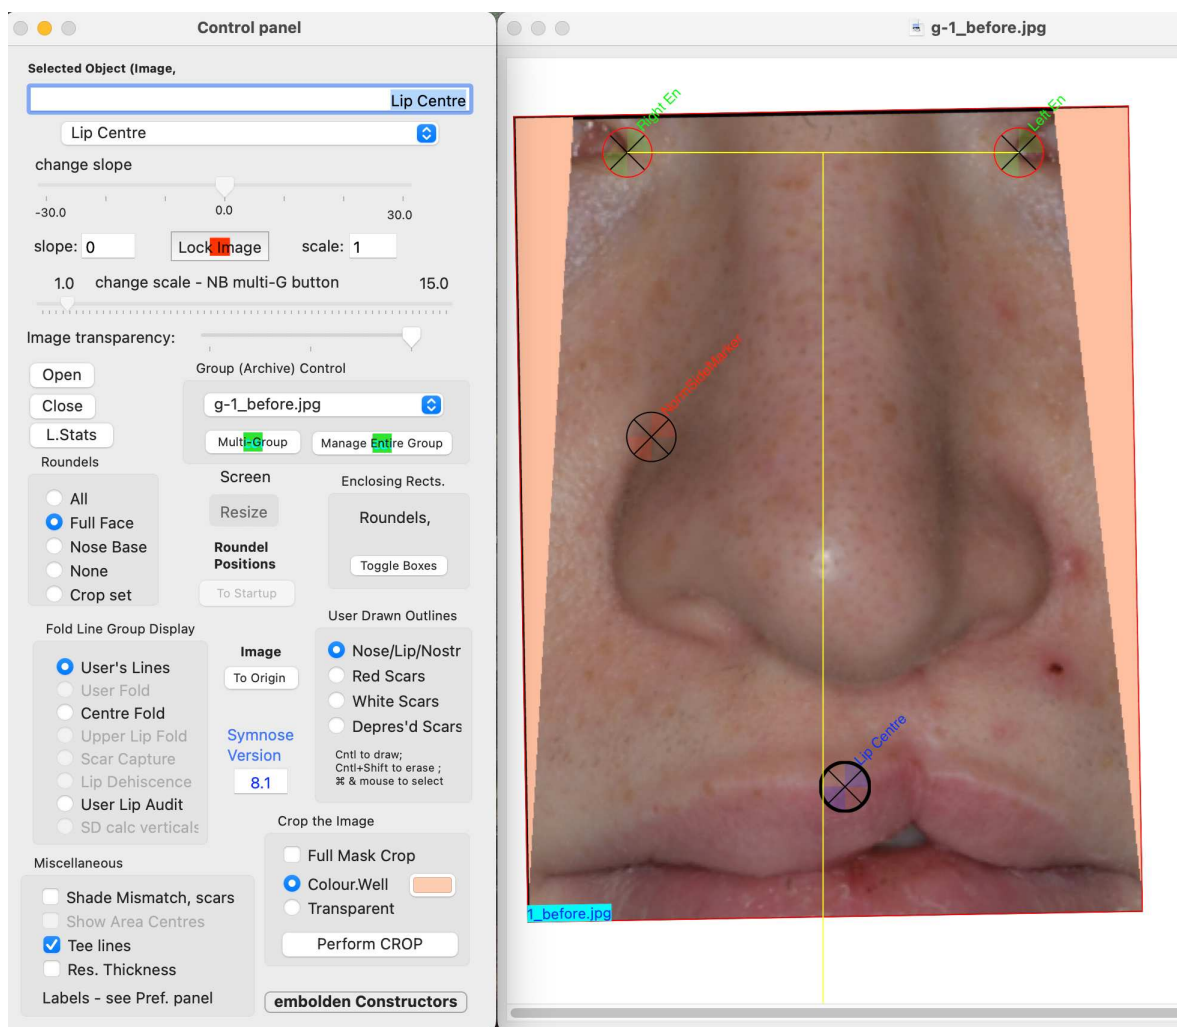 Control panel
Selected Object (Image,
Lip Centre
Lip Centre
change slope
-30.0 0.0 30.0
slope: 0 Lock Image scale: 1
1.0 change scale - NB multi-G button 15.0
Image transparency:
Open
Close
L.Stats
Group (Archive) Control
g-1_before.jpg
Multi-Group Manage Entire Group
Roundels
All
Full Face
Nose Base
None
Crop set
Screen
Resize
Roundel
Positions
To Startup
Enclosing Rects.
Roundels,
Toggle Boxes
Fold Line Group Display
User's Lines
User Fold
Centre Fold
Upper Lip Fold
Scar Capture
Lip Dehiscence
User Lip Audit
SD calc verticals
Image
To Origin
Symnose
Version
8.1
User Drawn Outlines
Nose/Lip/Nostr
Red Scars
White Scars
Depres'd Scars
Cntl to draw;
Cntl+Shift to erase ;
⌘ & mouse to select
Miscellaneous
Shade Mismatch, scars
Show Area Centres
Tee lines
Res. Thickness
Labels - see Pref. panel
Crop the Image
Full Mask Crop
Colour.Well
Transparent
Perform CROP
embolden Constructors
g-1_before.jpg
Right En
Left En
NormSideMarker
Lip Centre
1_before.jpg